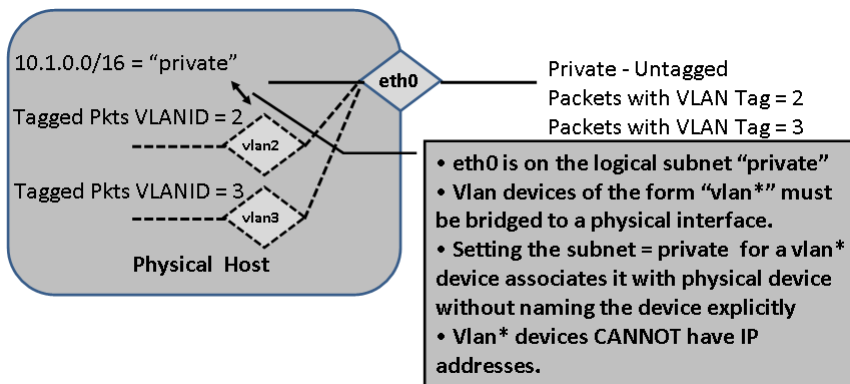 10.1.0.0/16 = “private”
eth0
Private - Untagged
Packets with VLAN Tag = 2
Packets with VLAN Tag = 3
Tagged Pkts VLANID = 2
vlan2
Tagged Pkts VLANID = 3
vlan3
Physical Host
• eth0 is on the logical subnet “private”
• Vlan devices of the form “vlan*” must
be bridged to a physical interface.
• Setting the subnet = private for a vlan*
device associates it with physical device
without naming the device explicitly
• Vlan* devices CANNOT have IP
addresses.